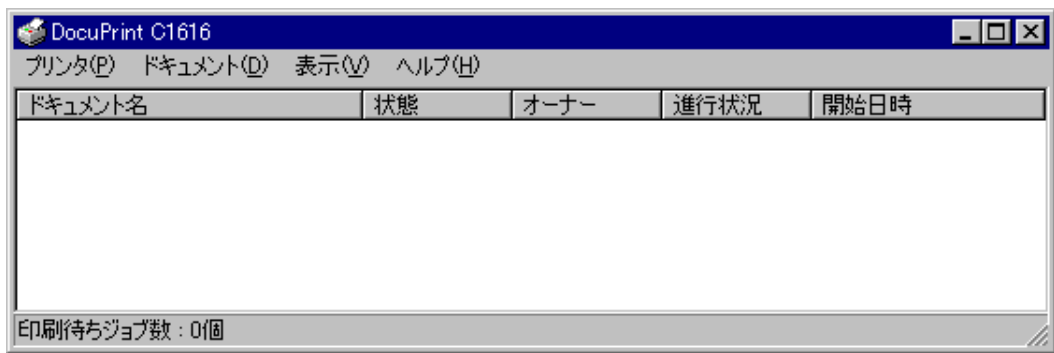 DocuPrint C1616
プリンタ(P) ドキュメント(D) 表示(V) ヘルプ(H)
ドキュメント名 状態 オーナー 進行状況 開始日時
印刷待ちジョブ数：0個